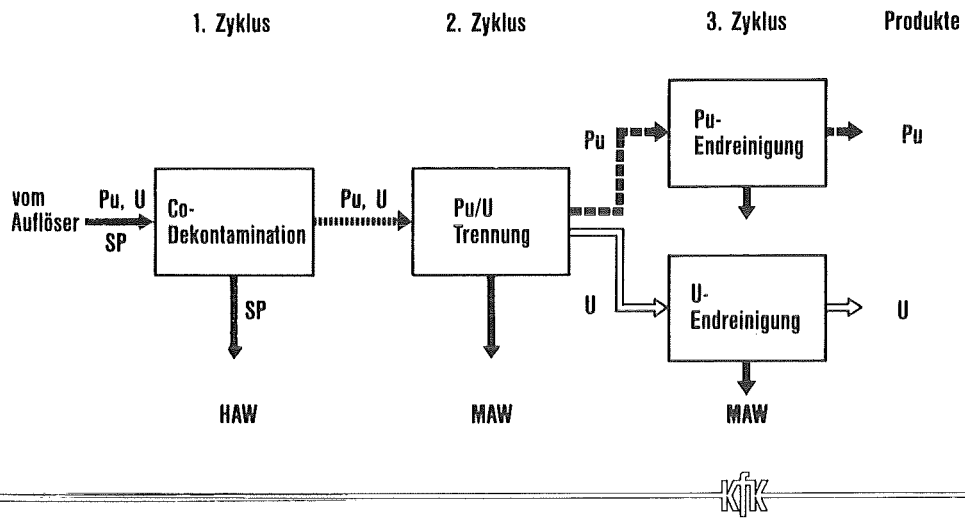 1. Zyklus
2. Zyklus
3. Zyklus
Produkte
vom
Auflöser
Pu, U
SP
Co-
Dekontamination
SP
HAW
Pu, U
Pu/U
Trennung
MAW
Pu
Pu-
Endreinigung
Pu
U
U-
Endreinigung
U
MAW
KfK